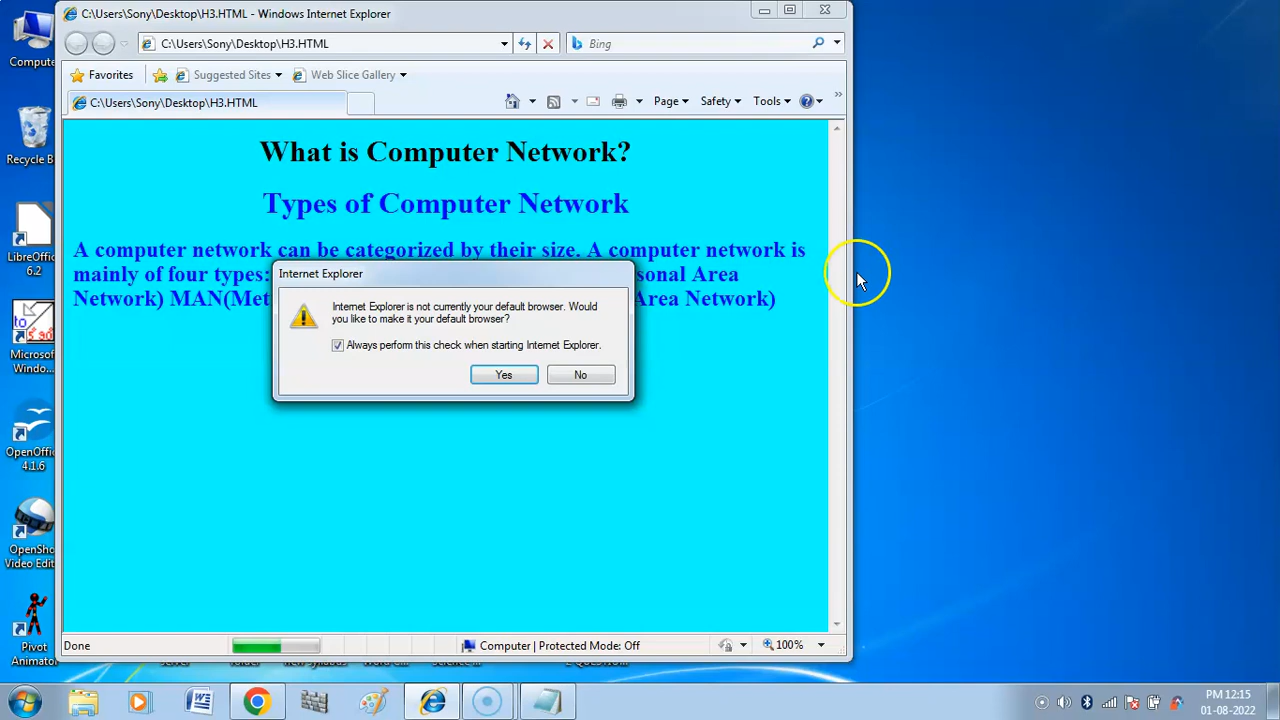 C:\Users\Sony\Desktop\H3.HTML - Windows Internet Explorer
C:\Users\Sony\Desktop\H3.HTML
Bing
Favorites
Suggested Sites
Web Slice Gallery
C:\Users\Sony\Desktop\H3.HTML
Page
Safety
Tools
What is Computer Network?
Types of Computer Network
A computer network can be categorized by their size. A computer network is
mainly of four types: sonal Area
Network) MAN(Met Area Network)
Internet Explorer
Internet Explorer is not currently your default browser. Would
you like to make it your default browser?
Always perform this check when starting Internet Explorer.
Yes
No
Done
Computer | Protected Mode: Off
100%
Compute
Recycle B
LibreOffi
6.2
Microsof
Windo...
OpenOffi
4.1.6
OpenSho
Video Edit
Pivot
Animator
PM 12:15
01-08-2022